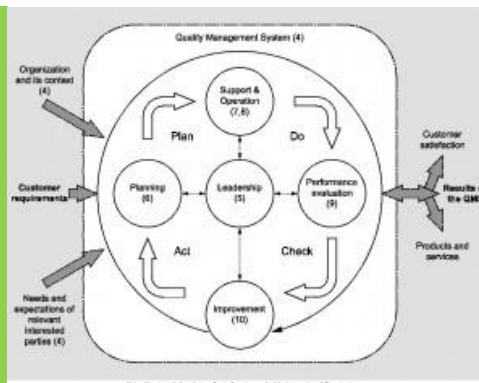 Quality Management System (4)
Organization
and its context
(4)
Support &
Operation
(7,8)
Plan
Do
Customer
satisfaction
Customer
requirements
Planning
(6)
Leadership
(5)
Performance
evaluation
(9)
Results
the QM
Act
Check
Products and
services
Needs and
expectations of
relevant
interested
parties (4)
Improvement
(10)